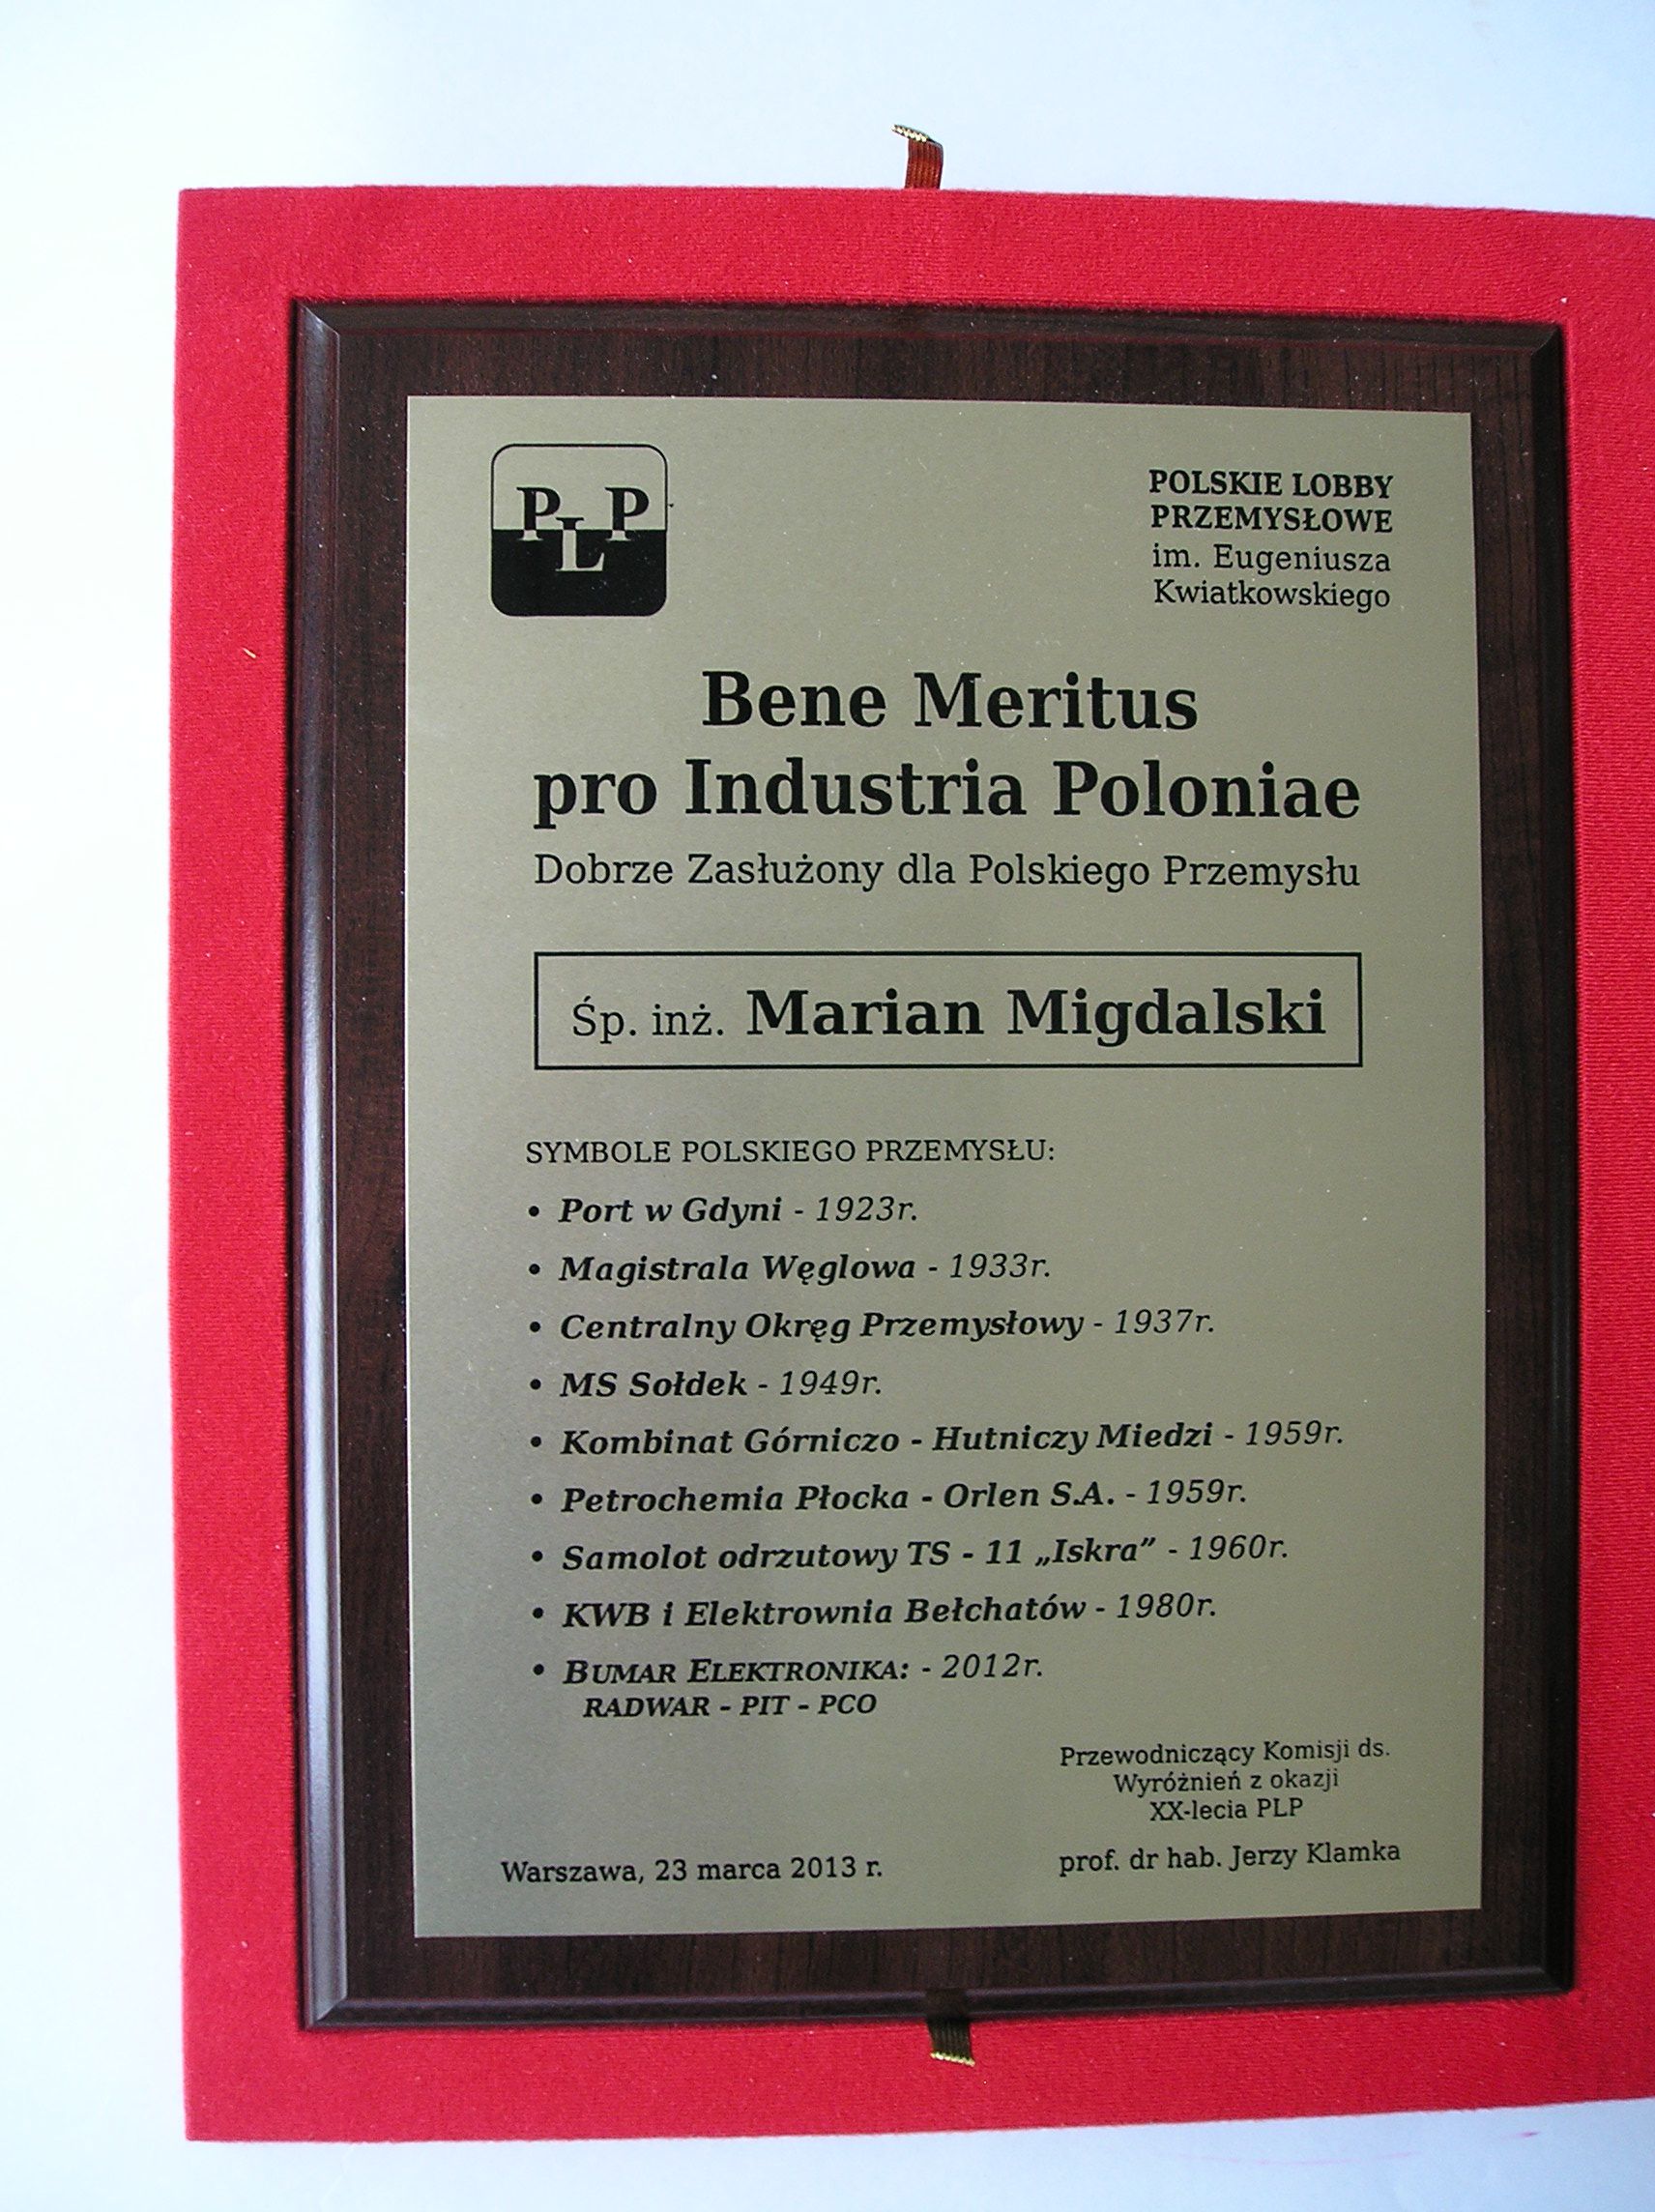 PLP
POLSKIE LOBBY
PRZEMYSŁOWE
im. Eugeniusza
Kwiatkowskiego
Bene Meritus
pro Industria Poloniae
Dobrze Zasłużony dla Polskiego Przemysłu
Śp. inż. Marian Migdalski
SYMBOLE POLSKIEGO PRZEMYSŁU:
• Port w Gdyni - 1923r.
• Magistrala Węglowa - 1933r.
• Centralny Okręg Przemysłowy - 1937r.
• MS Sołdek - 1949r.
• Kombinat Górniczo - Hutniczy Miedzi - 1959r.
• Petrochemia Płocka - Orlen S.A. - 1959r.
• Samolot odrzutowy TS - 11 „Iskra” - 1960r.
• KWB i Elektrownia Bełchatów - 1980r.
• BUMAR ELEKTRONIKA: - 2012r.
RADWAR - PIT - PCO
Przewodniczący Komisji ds.
Wyróżnień z okazji
XX-lecia PLP
Warszawa, 23 marca 2013 r.
prof. dr hab. Jerzy Klamka